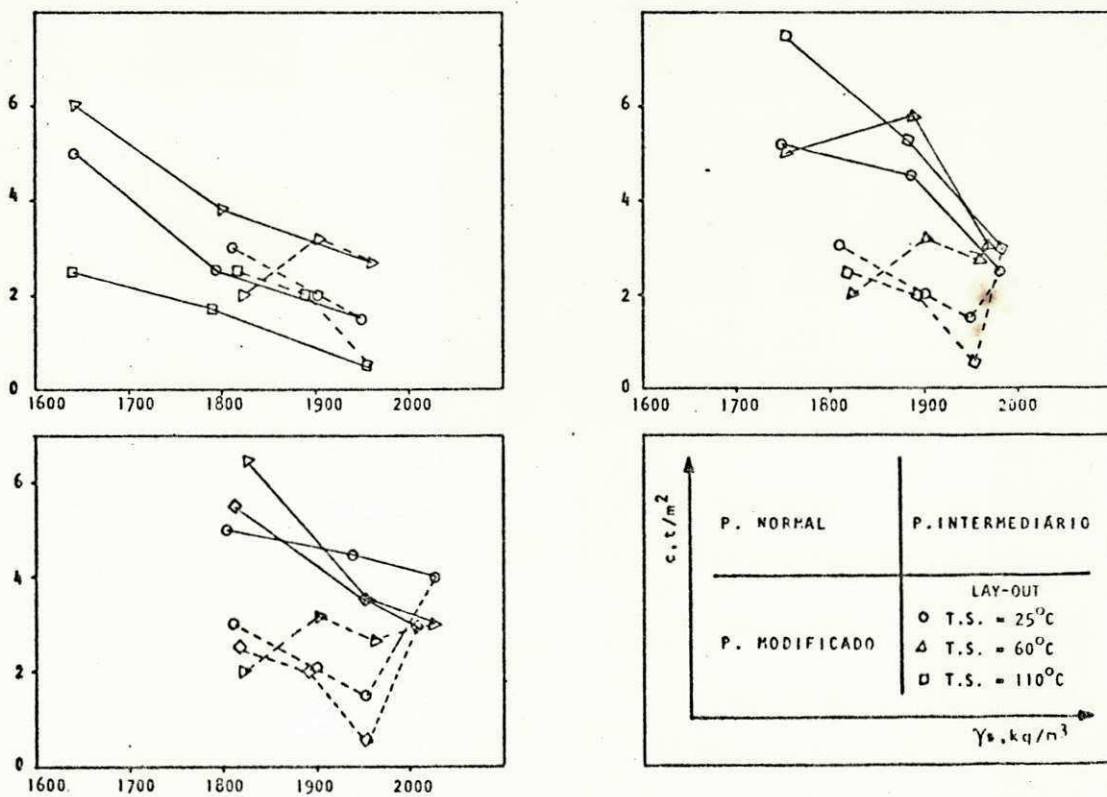 6
4
2
0
1600 1700 1800 1900 2000
6
4
2
0
1600 1700 1800 1900 2000
6
4
2
0
1600 1700 1800 1900 2000
c, t/m²
P. NORMAL
P. INTERMEDIÁRIO
P. MODIFICADO
LAY-OUT
○ T.S. = 25°C
△ T.S. = 60°C
□ T.S. = 110°C
γs, kg/m³